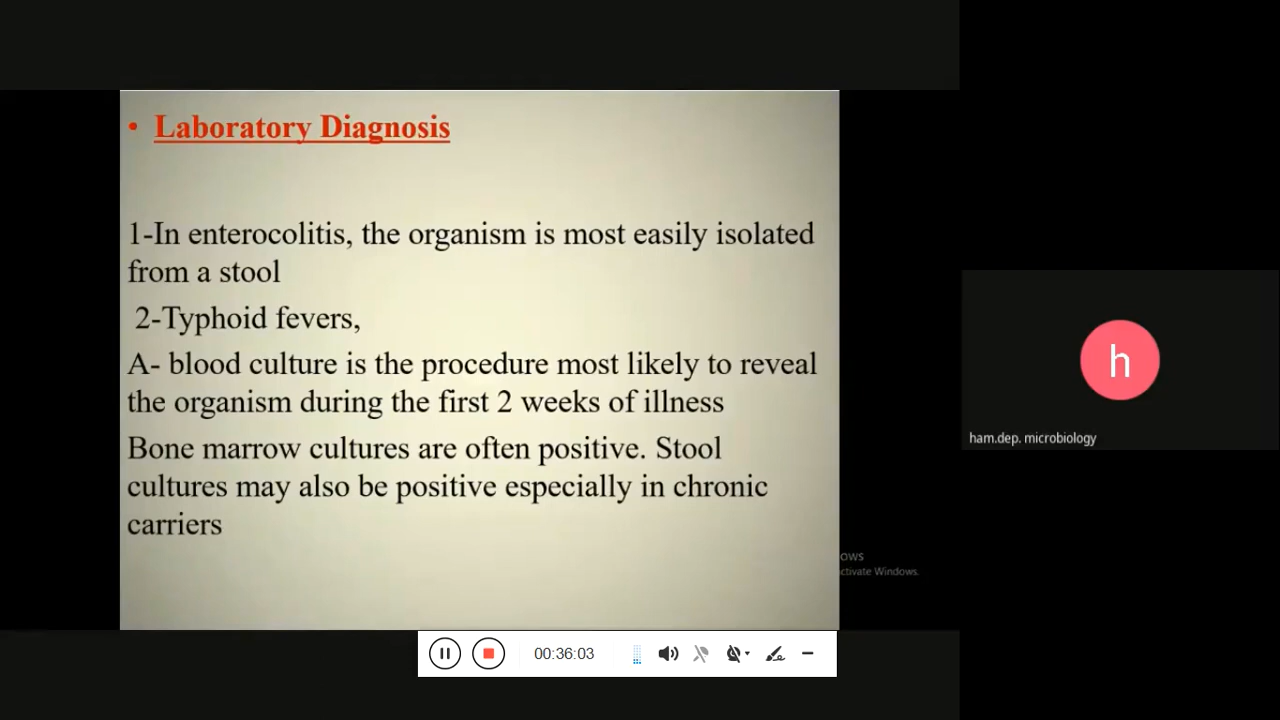 • Laboratory Diagnosis
1-In enterocolitis, the organism is most easily isolated
from a stool
2-Typhoid fevers,
A- blood culture is the procedure most likely to reveal
the organism during the first 2 weeks of illness
Bone marrow cultures are often positive. Stool
cultures may also be positive especially in chronic
carriers
ows
ctivate Windows.
h
ham.dep. microbiology
00:36:03